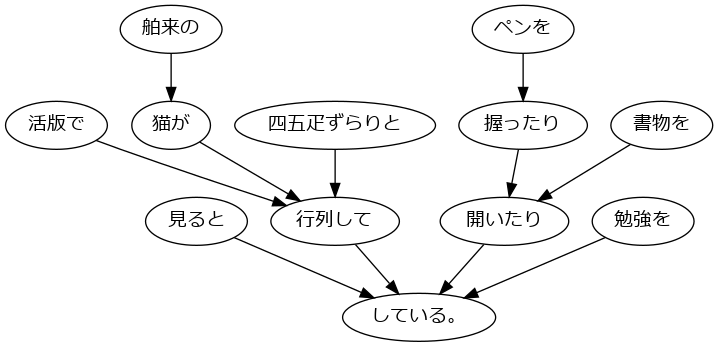 舶来の
ペンを
活版で
猫が
四五疋ずらりと
握ったり
書物を
見ると
行列して
開いたり
勉強を
している。